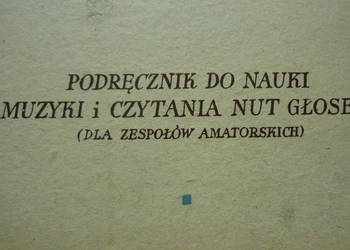 PODRĘCZNIK DO NAUKI
MUZYKI i CZYTANIA NUT GŁOSE
(DLA ZESPOŁÓW AMATORSKICH)